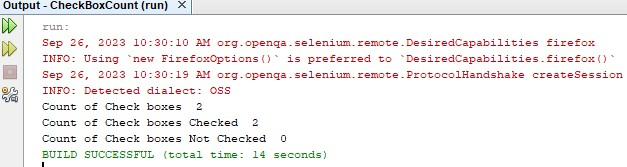 Output - CheckBoxCount (run) ×
run:
Sep 26, 2023 10:30:10 AM org.openqa.selenium.remote.DesiredCapabilities firefox
INFO: Using `new FirefoxOptions()` is preferred to `DesiredCapabilities.firefox()`
Sep 26, 2023 10:30:19 AM org.openqa.selenium.remote.ProtocolHandshake createSession
INFO: Detected dialect: OSS
Count of Check boxes  2
Count of Check boxes Checked  2
Count of Check boxes Not Checked  0
BUILD SUCCESSFUL (total time: 14 seconds)